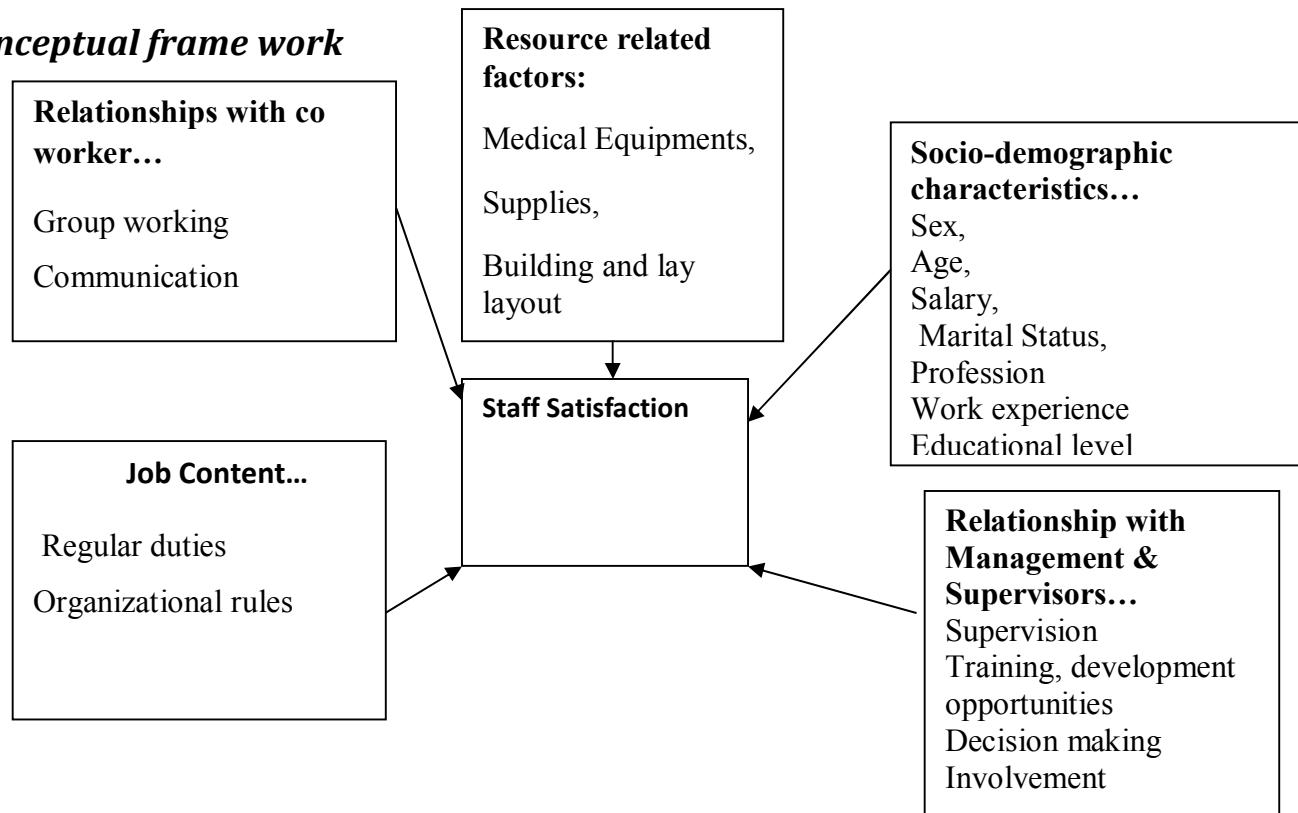 nceptual frame work
Relationships with co
worker…
Group working
Communication
Resource related
factors:
Medical Equipments,
Supplies,
Building and lay
layout
Socio-demographic
characteristics…
Sex,
Age,
Salary,
Marital Status,
Profession
Work experience
Educational level
Staff Satisfaction
Job Content…
Regular duties
Organizational rules
Relationship with
Management &
Supervisors…
Supervision
Training, development
opportunities
Decision making
Involvement